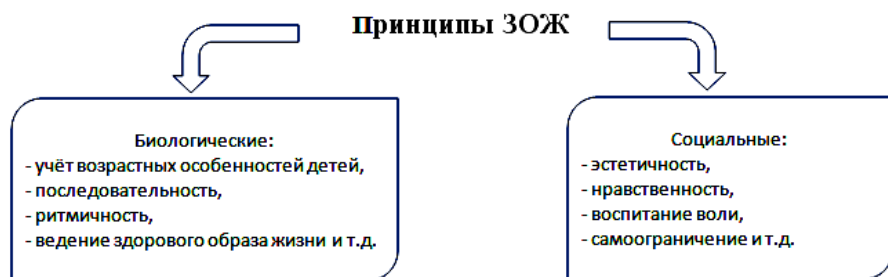 Принципы ЗОЖ
Биологические:
- учёт возрастных особенностей детей,
- последовательность,
- ритмичность,
- ведение здорового образа жизни и т.д.
Социальные:
- эстетичность,
- нравственность,
- воспитание воли,
- самоограничение и т.д.